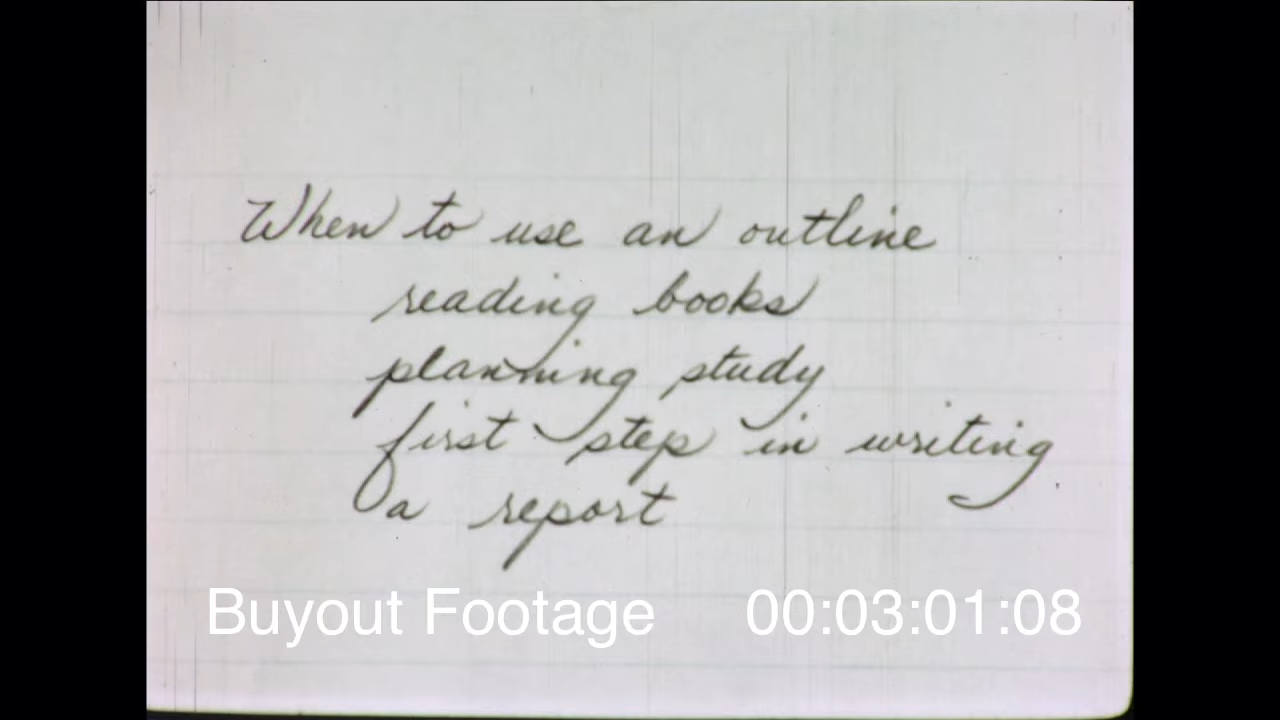 When to use an outline
reading books
planning study
first step in writing
a report
Buyout Footage 00:03:01:08